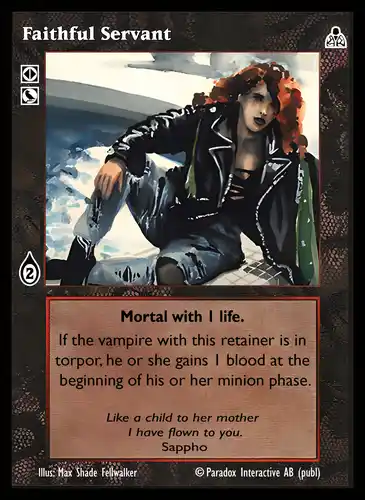 Faithful Servant
2
Mortal with 1 life.
If the vampire with this retainer is in
torpor, he or she gains 1 blood at the
beginning of his or her minion phase.
Like a child to her mother
I have flown to you.
Sappho
Illus: Max Shade Fellwalker © Paradox Interactive AB (publ)